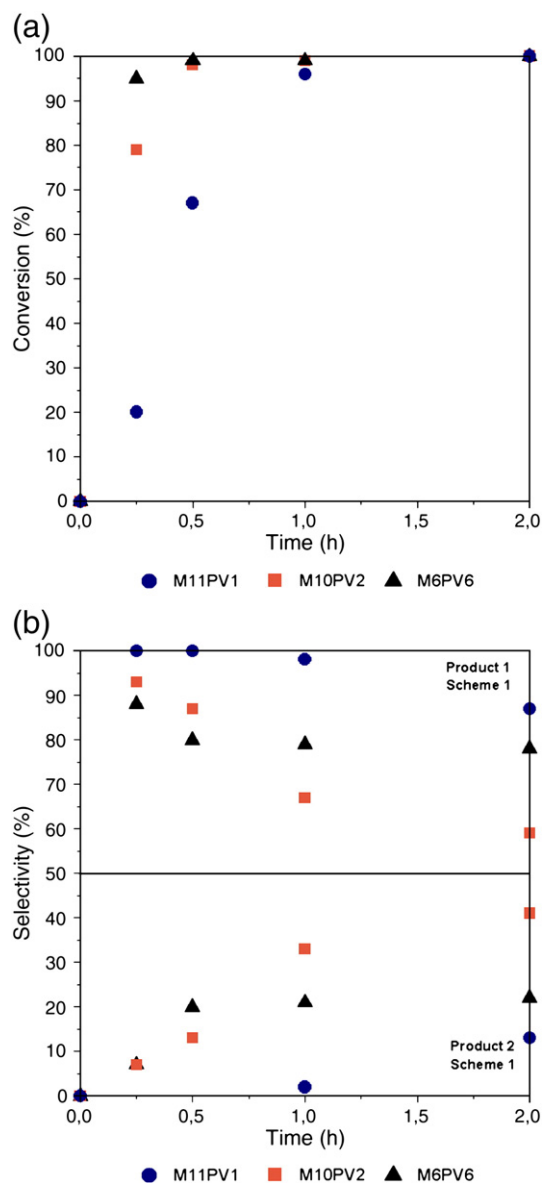 (a)
100
90
80
70
60
50
40
30
20
10
0
Conversion (%)
0,0 0,5 1,0 1,5 2,0
Time (h)
M11PV1 M10PV2 M6PV6
(b)
100
90
80
70
60
50
40
30
20
10
0
Selectivity (%)
Product 1
Scheme 1
Product 2
Scheme 1
0,0 0,5 1,0 1,5 2,0
Time (h)
M11PV1 M10PV2 M6PV6